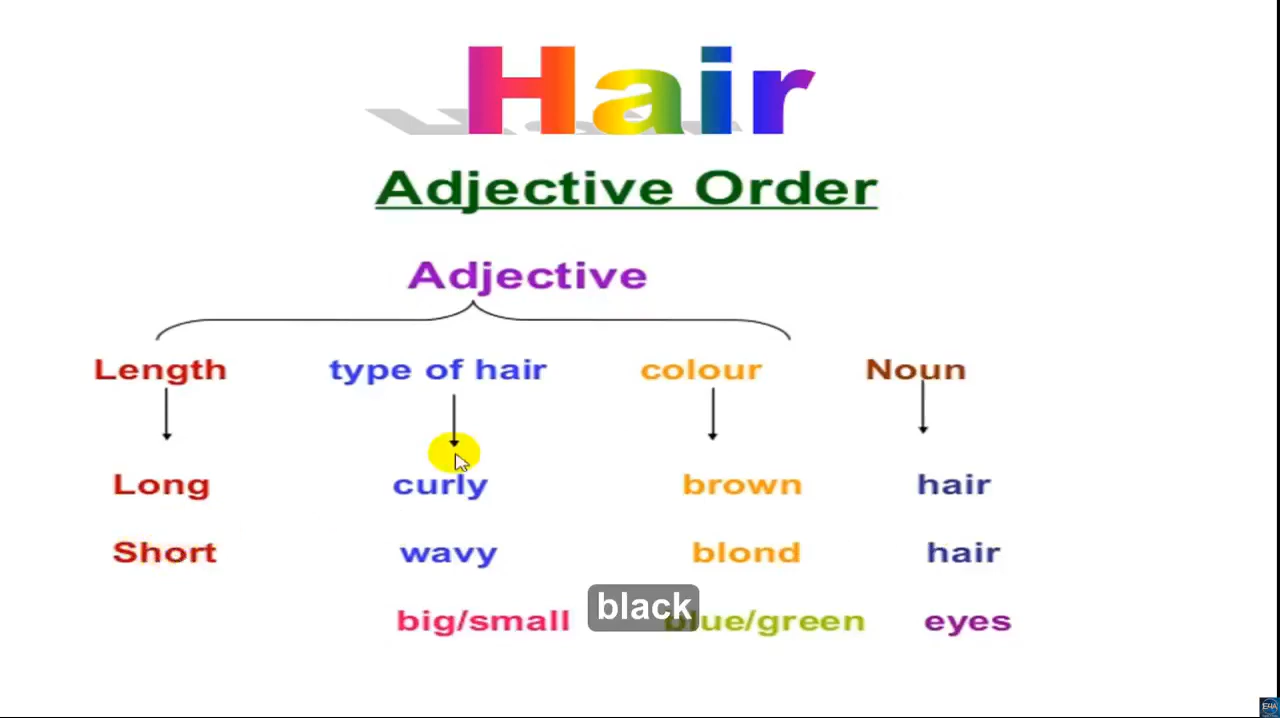 Hair
Adjective Order
Adjective
Length type of hair colour Noun
Long curly brown hair
Short wavy blond hair
black
big/small blue/green eyes